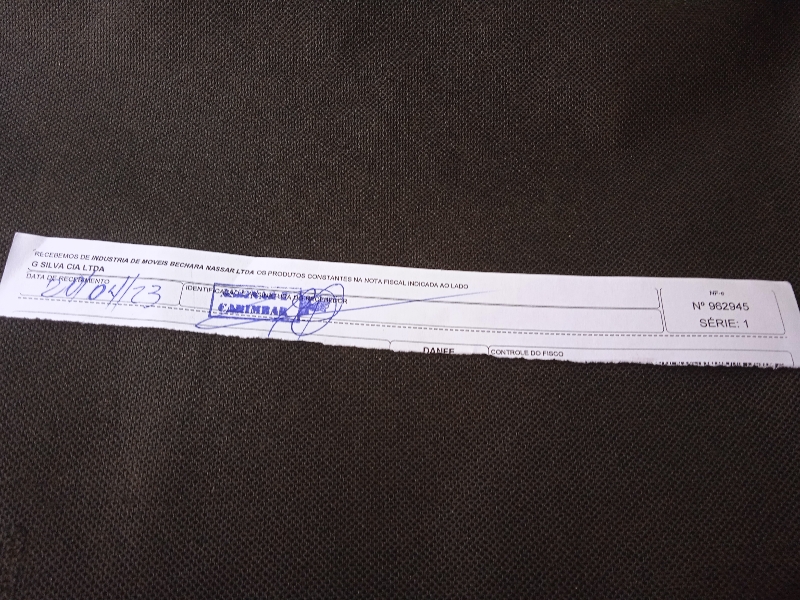 RECEBEMOS DE INDUSTRIA DE MOVEIS BECHARA NASSAR LTDA OS PRODUTOS CONSTANTES NA NOTA FISCAL INDICADA AO LADO
G SILVA CIA LTDA
DATA DE RECEBIMENTO
/04/23
CARIMBAR
NF-e
Nº 962945
SÉRIE: 1
DANFE
CONTROLE DO FISCO